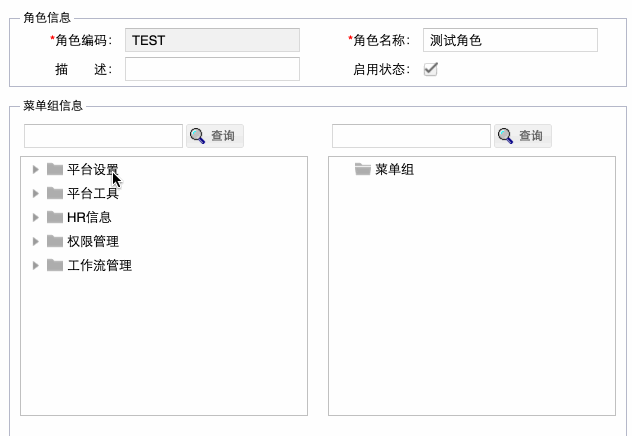 角色信息
*角色编码： TEST *角色名称： 测试角色
描 述： 启用状态：
菜单组信息
查询 查询
平台设置 菜单组
平台工具
HR信息
权限管理
工作流管理